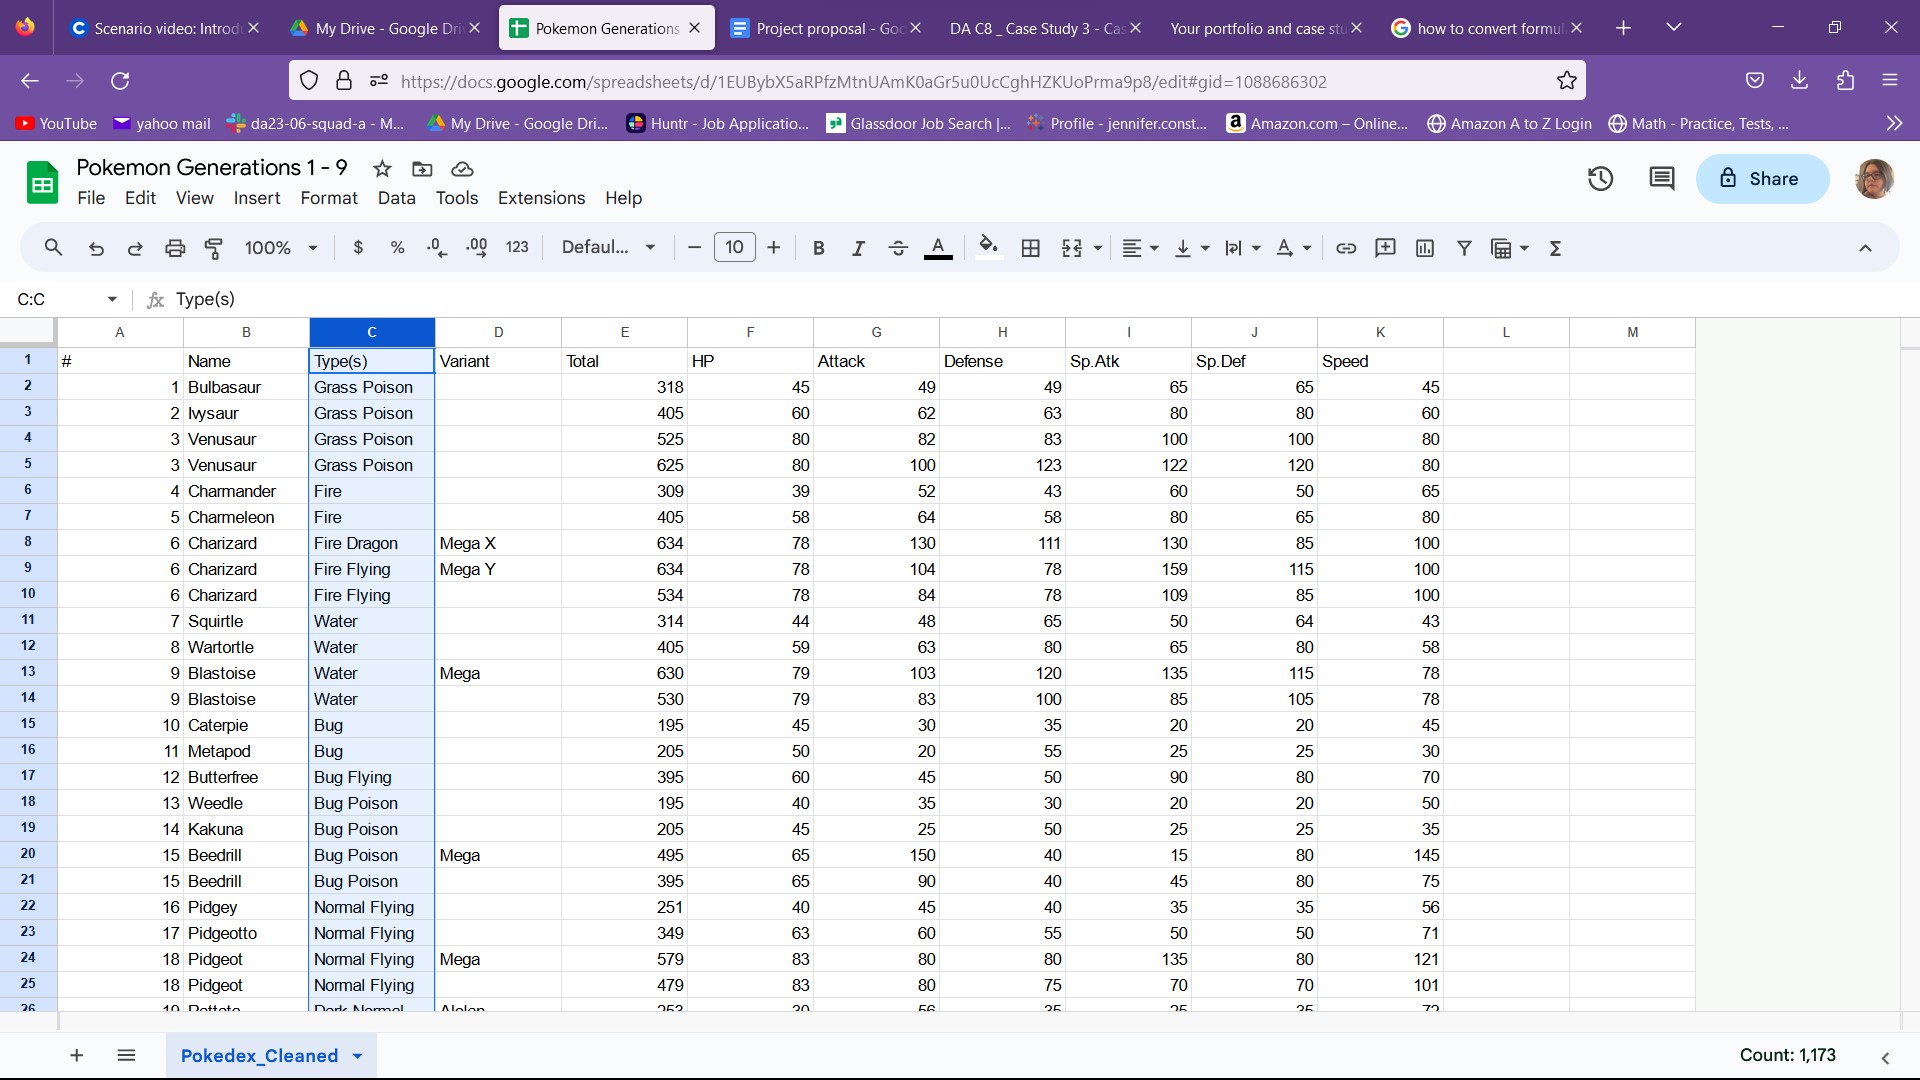 Scenario video: Introd
My Drive - Google Dri
Pokemon Generations
Project proposal - Goo
DA C8 _ Case Study 3 - Cas
Your portfolio and case stu
how to convert formul
https://docs.google.com/spreadsheets/d/1EUBybX5aRPfzMtnUAmK0aGr5u0UcCghHZKUoPrma9p8/edit#gid=1088686302
YouTube yahoo mail da23-06-squad-a - M... My Drive - Google Dri... Huntr - Job Applicatio... Glassdoor Job Search |... Profile - jennifer.const... Amazon.com – Online... Amazon A to Z Login Math - Practice, Tests, ...
Pokemon Generations 1 - 9
Share
File Edit View Insert Format Data Tools Extensions Help
100% $ % .0 .00 123 Defaul... − 10 + B I A
C:C fx Type(s)
A B C D E F G H I J K L M
1 # Name Type(s) Variant Total HP Attack Defense Sp.Atk Sp.Def Speed
2 1 Bulbasaur Grass Poison 318 45 49 49 65 65 45
3 2 Ivysaur Grass Poison 405 60 62 63 80 80 60
4 3 Venusaur Grass Poison 525 80 82 83 100 100 80
5 3 Venusaur Grass Poison 625 80 100 123 122 120 80
6 4 Charmander Fire 309 39 52 43 60 50 65
7 5 Charmeleon Fire 405 58 64 58 80 65 80
8 6 Charizard Fire Dragon Mega X 634 78 130 111 130 85 100
9 6 Charizard Fire Flying Mega Y 634 78 104 78 159 115 100
10 6 Charizard Fire Flying 534 78 84 78 109 85 100
11 7 Squirtle Water 314 44 48 65 50 64 43
12 8 Wartortle Water 405 59 63 80 65 80 58
13 9 Blastoise Water Mega 630 79 103 120 135 115 78
14 9 Blastoise Water 530 79 83 100 85 105 78
15 10 Caterpie Bug 195 45 30 35 20 20 45
16 11 Metapod Bug 205 50 20 55 25 25 30
17 12 Butterfree Bug Flying 395 60 45 50 90 80 70
18 13 Weedle Bug Poison 195 40 35 30 20 20 50
19 14 Kakuna Bug Poison 205 45 25 50 25 25 35
20 15 Beedrill Bug Poison Mega 495 65 150 40 15 80 145
21 15 Beedrill Bug Poison 395 65 90 40 45 80 75
22 16 Pidgey Normal Flying 251 40 45 40 35 35 56
23 17 Pidgeotto Normal Flying 349 63 60 55 50 50 71
24 18 Pidgeot Normal Flying Mega 579 83 80 80 135 80 121
25 18 Pidgeot Normal Flying 479 83 80 75 70 70 101
26 19 Rattata Dark Normal Alolan 253 30 56 35 25 35 72
Pokedex_Cleaned
Count: 1,173